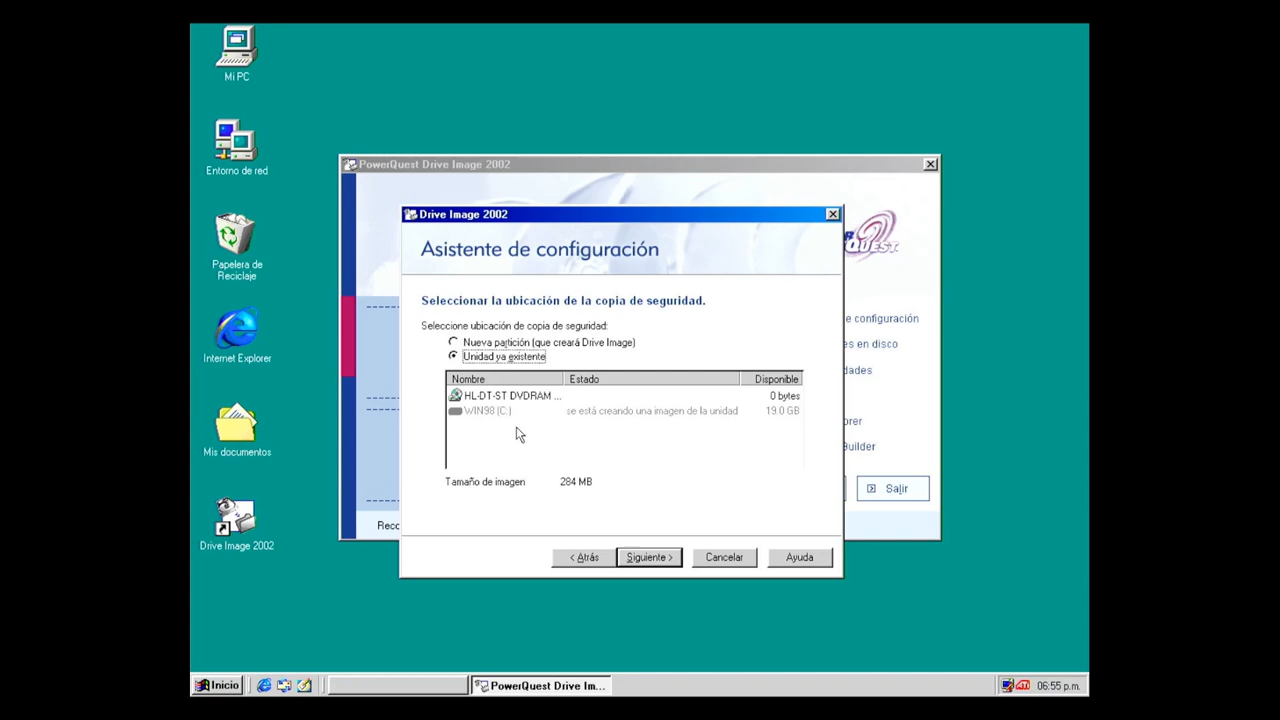 Mi PC
Entorno de red
Papelera de
Reciclaje
Internet Explorer
Mis documentos
Drive Image 2002
PowerQuest Drive Image 2002
QUEST
e configuración
es en disco
dades
rer
Builder
Salir
Reco
Drive Image 2002
Asistente de configuración
Seleccionar la ubicación de la copia de seguridad.
Seleccione ubicación de copia de seguridad:
Nueva partición (que creará Drive Image)
Unidad ya existente
Nombre Estado Disponible
HL-DT-ST DVDRAM ... 0 bytes
WIN98 (C:) se está creando una imagen de la unidad 19.0 GB
Tamaño de imagen 284 MB
< Atrás Siguiente > Cancelar Ayuda
Inicio PowerQuest Drive Im... 06:55 p.m.